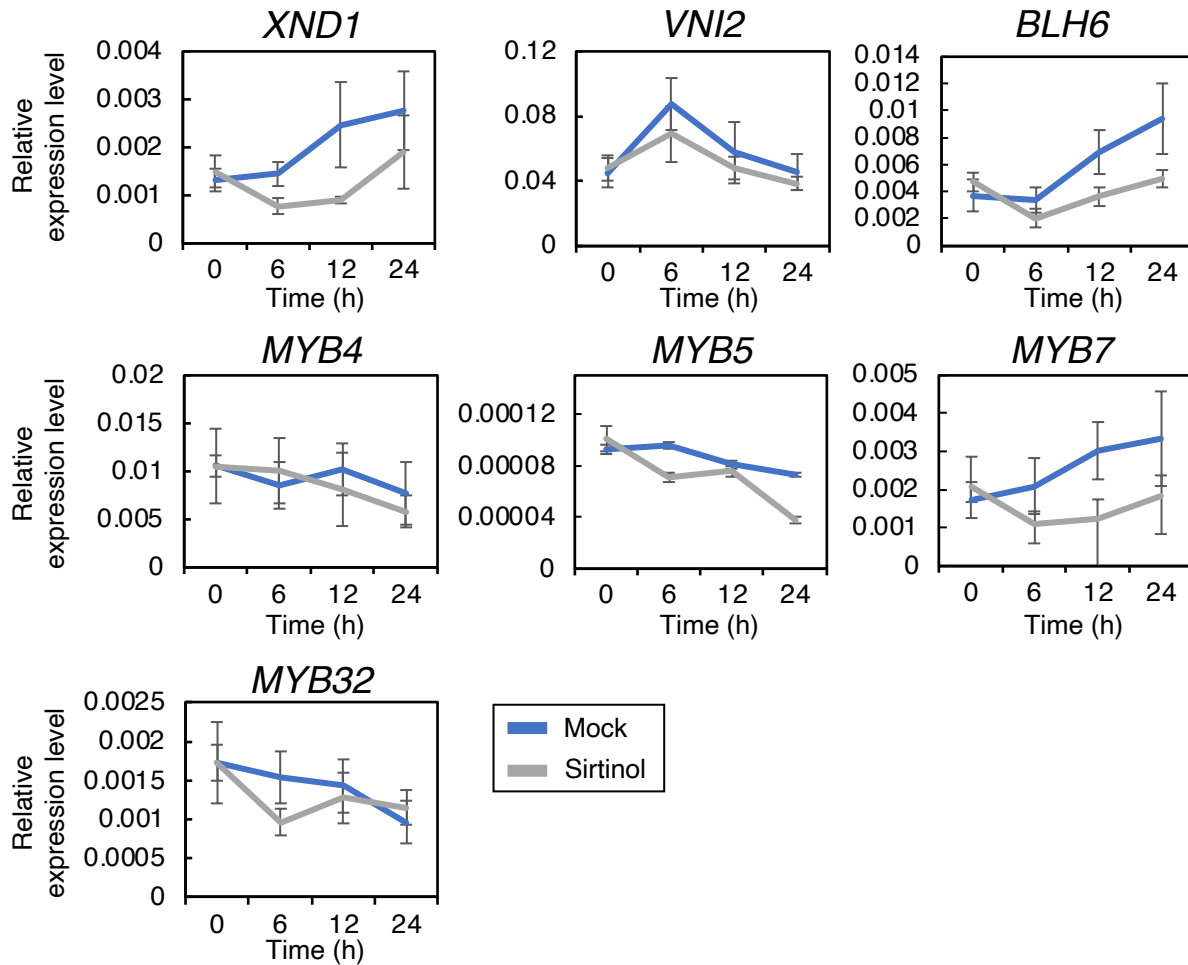 XND1
VNI2
BLH6
Relative
expression level
0.004
0.003
0.002
0.001
0
0 6 12 24
Time (h)
0.12
0.08
0.04
0
0 6 12 24
Time (h)
0.014
0.012
0.01
0.008
0.006
0.004
0.002
0
0 6 12 24
Time (h)
MYB4
MYB5
MYB7
Relative
expression level
0.02
0.015
0.01
0.005
0
0 6 12 24
Time (h)
0.00012
0.00008
0.00004
0
0 6 12 24
Time (h)
0.005
0.004
0.003
0.002
0.001
0
0 6 12 24
Time (h)
MYB32
Relative
expression level
0.0025
0.002
0.0015
0.001
0.0005
0
0 6 12 24
Time (h)
Mock
Sirtinol